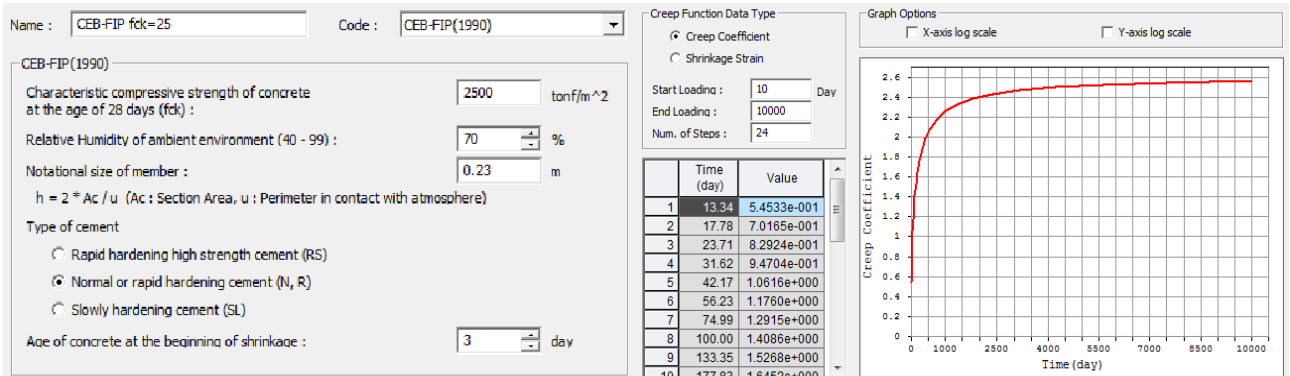 Name : CEB-FIP fck=25 Code : CEB-FIP(1990)
CEB-FIP(1990)
Characteristic compressive strength of concrete
at the age of 28 days (fck) : 2500 tonf/m^2
Relative Humidity of ambient environment (40 - 99) : 70 %
Notational size of member : 0.23 m
h = 2 * Ac / u (Ac : Section Area, u : Perimeter in contact with atmosphere)
Type of cement
Rapid hardening high strength cement (RS)
Normal or rapid hardening cement (N, R)
Slowly hardening cement (SL)
Age of concrete at the beginning of shrinkage : 3 day
Creep Function Data Type
Creep Coefficient
Shrinkage Strain
Start Loading : 10 Day
End Loading : 10000
Num. of Steps : 24
Time (day) Value
1 13.34 5.4533e-001
2 17.78 7.0165e-001
3 23.71 8.2924e-001
4 31.62 9.4704e-001
5 42.17 1.0616e+000
6 56.23 1.1760e+000
7 74.99 1.2915e+000
8 100.00 1.4086e+000
9 133.35 1.5268e+000
10 177.83 1.6452e+000
Graph Options
X-axis log scale Y-axis log scale
2.6
2.4
2.2
2
1.8
1.6
1.4
1.2
1
0.8
0.6
0.4
0.2
0
Creep Coefficient
0 1000 2500 4000 5500 7000 8500 10000
Time(day)